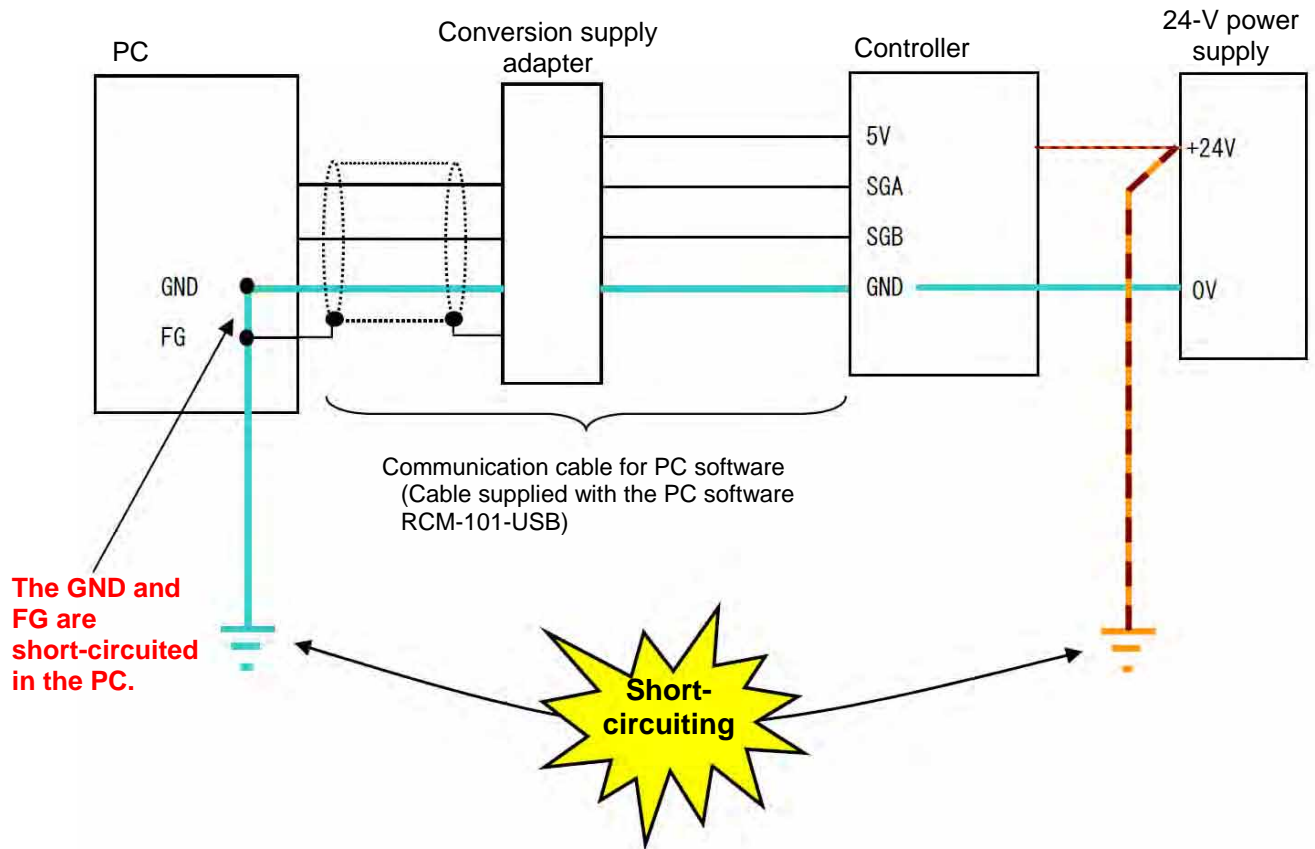 PC
Conversion supply
adapter
Controller
24-V power
supply
5V
SGA
SGB
GND
+24V
0V
GND
FG
Communication cable for PC software
(Cable supplied with the PC software
RCM-101-USB)
The GND and
FG are
short-circuited
in the PC.
Short-
circuiting